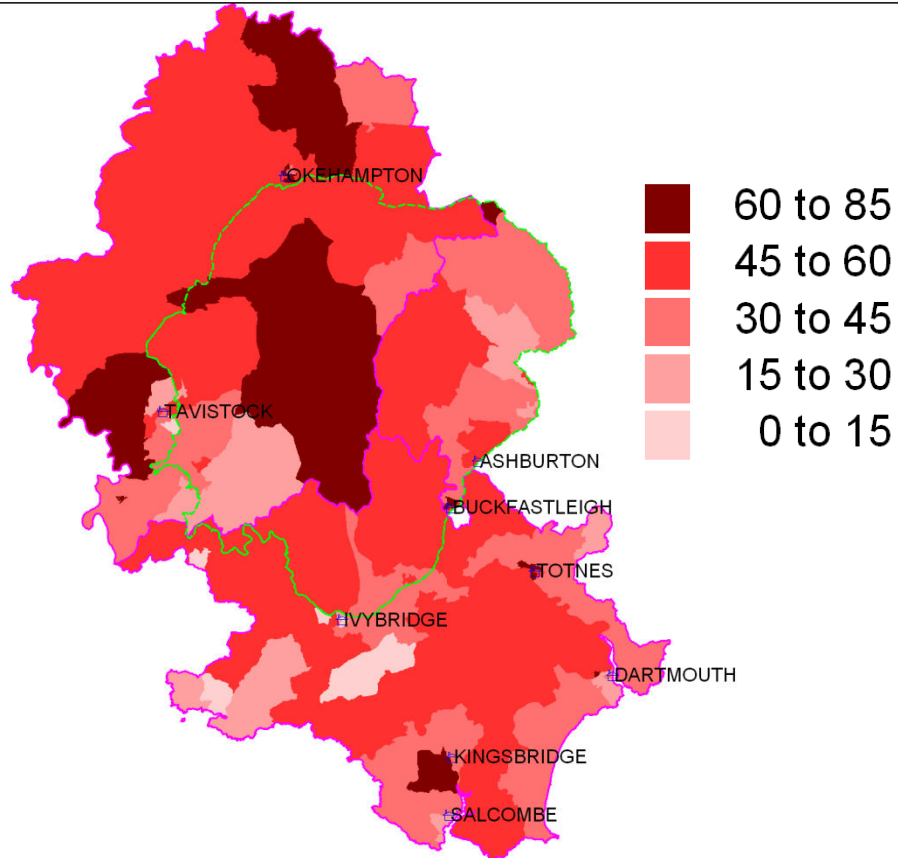 OKEHAMPTON
60 to 85
45 to 60
30 to 45
15 to 30
0 to 15
TAVISTOCK
ASHBURTON
BUCKFASTLEIGH
TOTNES
IVYBRIDGE
DARTMOUTH
KINGSBRIDGE
SALCOMBE